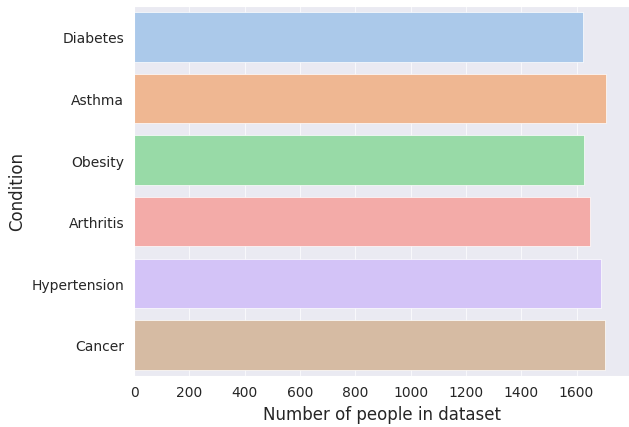 Diabetes
Asthma
Obesity
Arthritis
Hypertension
Cancer
Condition
0 200 400 600 800 1000 1200 1400 1600
Number of people in dataset